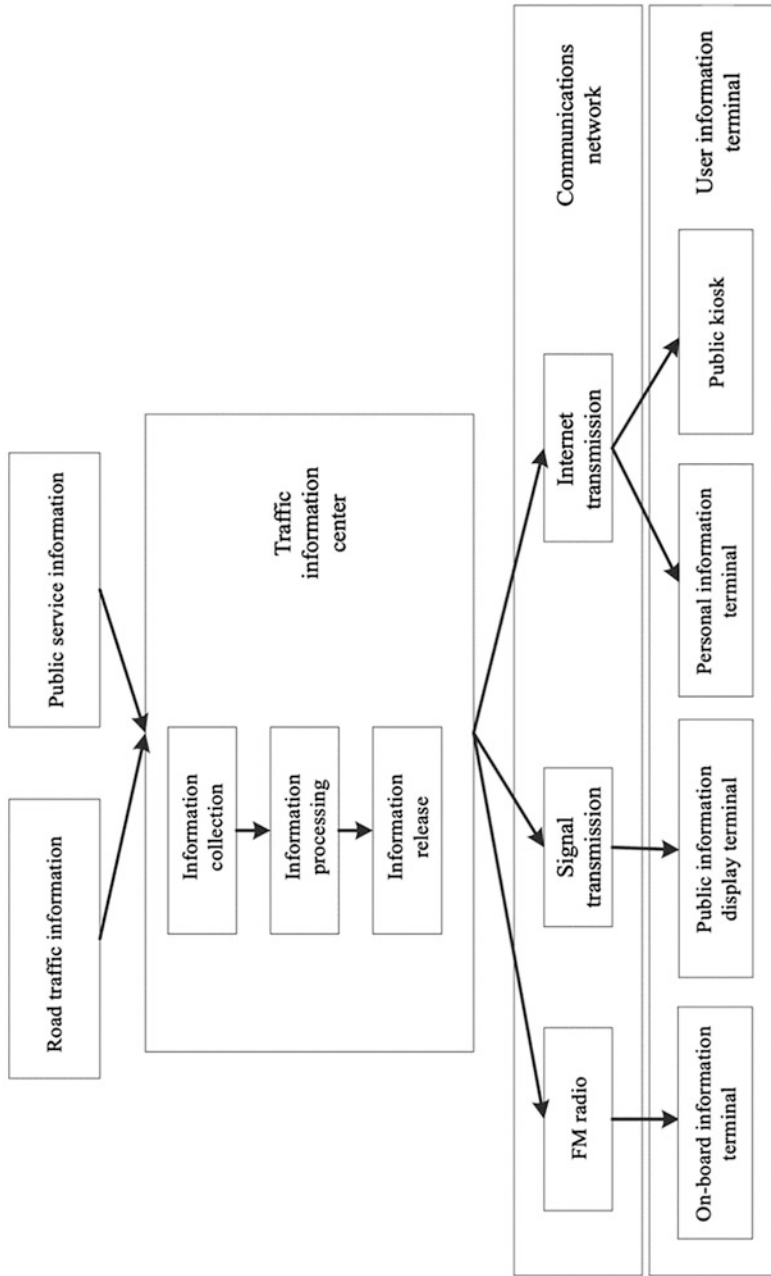 Road traffic information
Public service information
Information
collection
Information
processing
Information
release
Traffic
information
center
FM radio
Signal
transmission
Internet
transmission
Communications
network
On-board information
terminal
Public information
display terminal
Personal information
terminal
Public kiosk
User information
terminal